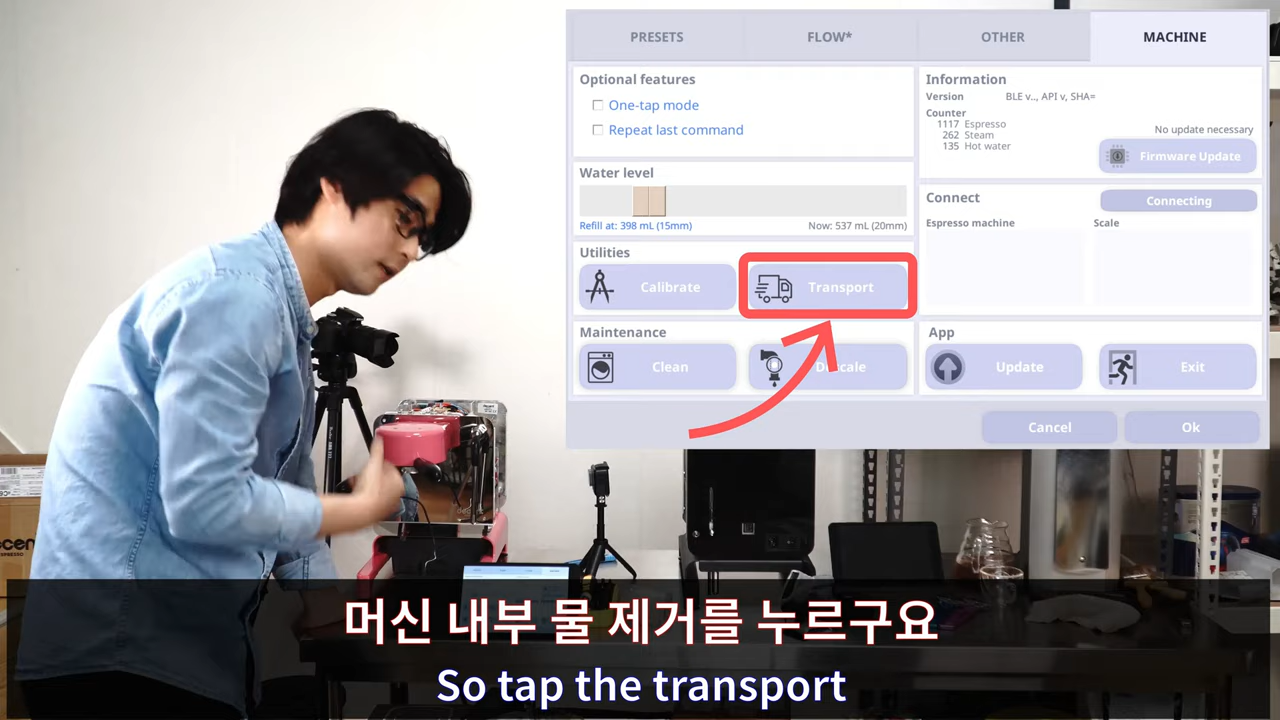 PRESETS
FLOW*
OTHER
MACHINE
Optional features
One-tap mode
Repeat last command
Water level
Refill at: 398 mL (15mm)
Now: 537 mL (20mm)
Utilities
Calibrate
Transport
Maintenance
Clean
Information
Version BLE v.., API v, SHA=
Counter
1117 Espresso
262 Steam
135 Hot water
No update necessary
Firmware Update
Connect
Connecting
Espresso machine
Scale
App
Update
Exit
Cancel
Ok
머신 내부 물 제거를 누르구요
So tap the transport